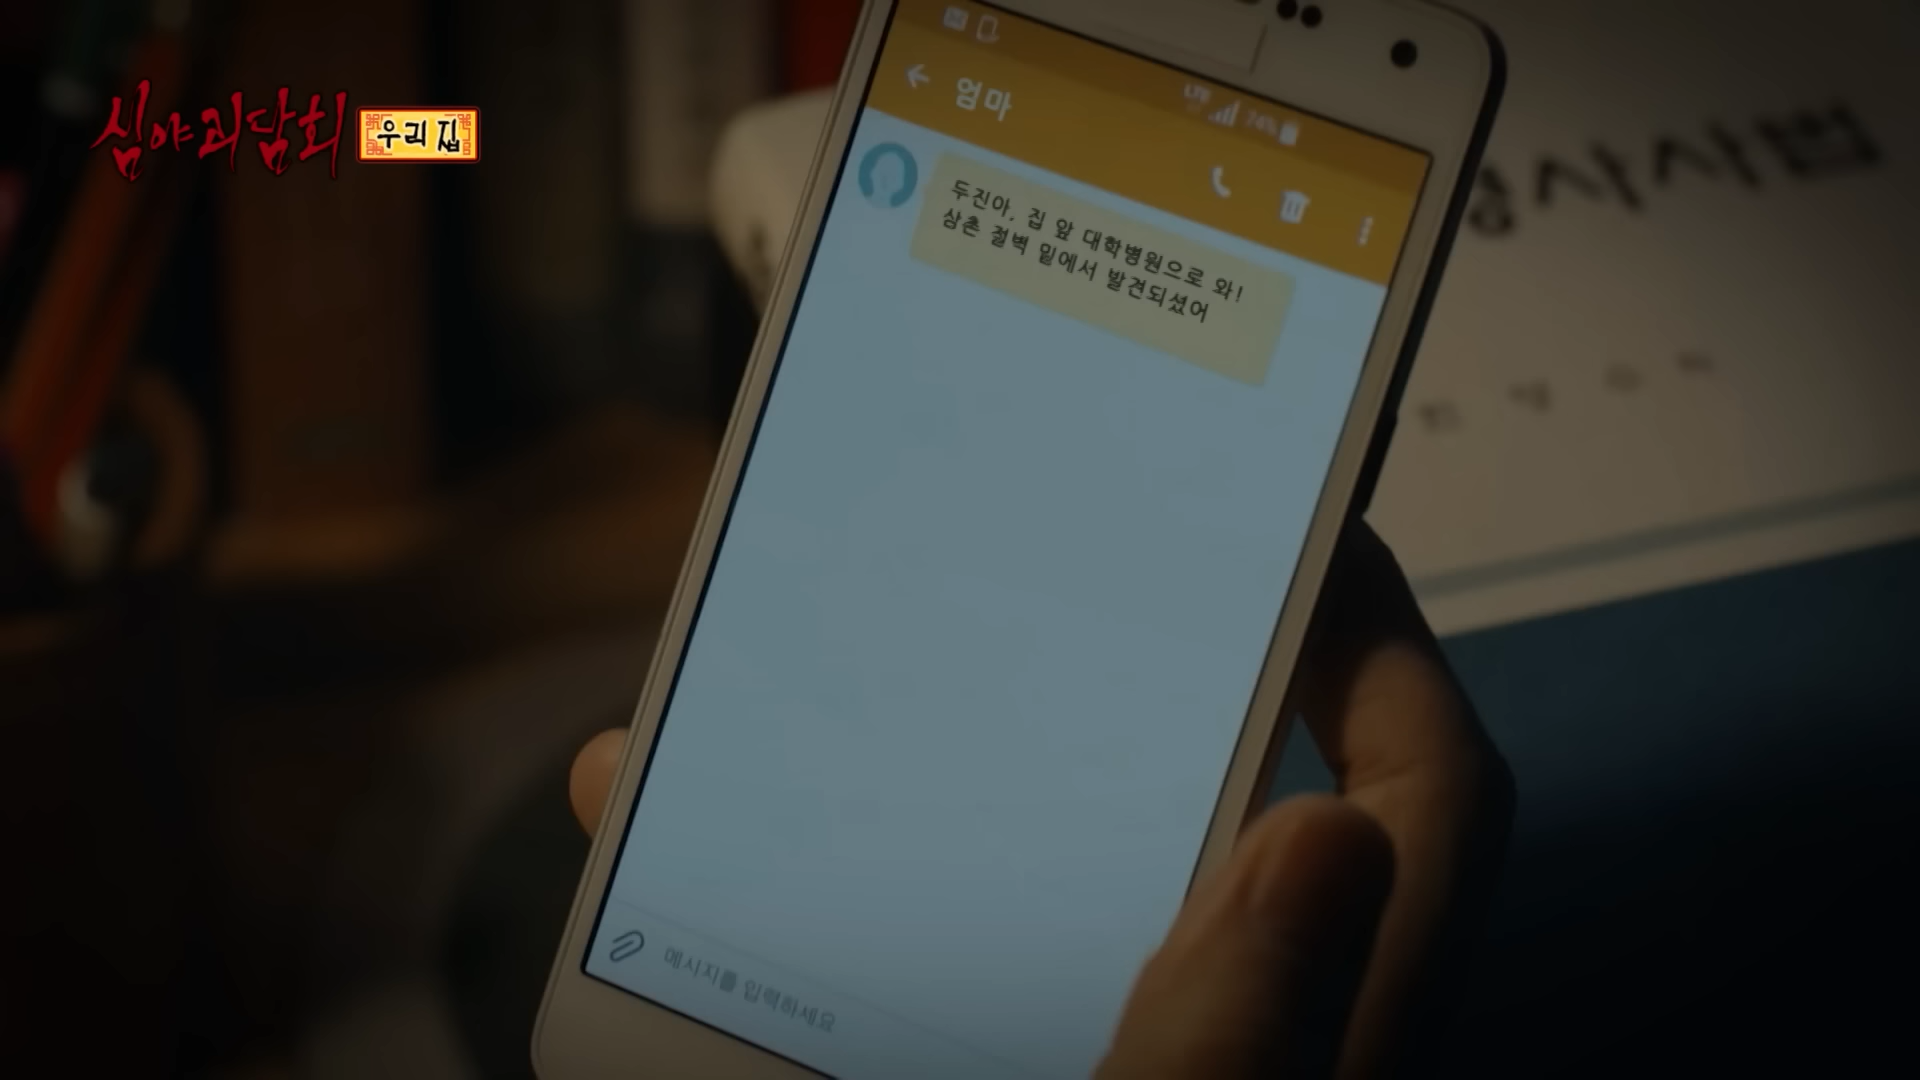 심야괴담회
우리 집
엄마
LTE 74%
두진아, 집 앞 대학병원으로 와!
삼촌 절벽 밑에서 발견되셨어
메시지를 입력하세요